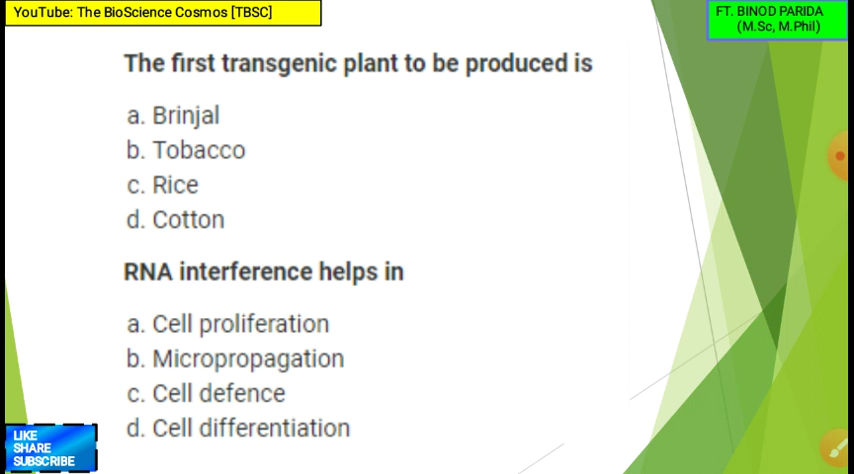 YouTube: The BioScience Cosmos [TBSC]
FT. BINOD PARIDA
(M.Sc, M.Phil)
The first transgenic plant to be produced is
a. Brinjal
b. Tobacco
c. Rice
d. Cotton
RNA interference helps in
a. Cell proliferation
b. Micropropagation
c. Cell defence
d. Cell differentiation
LIKE
SHARE
SUBSCRIBE